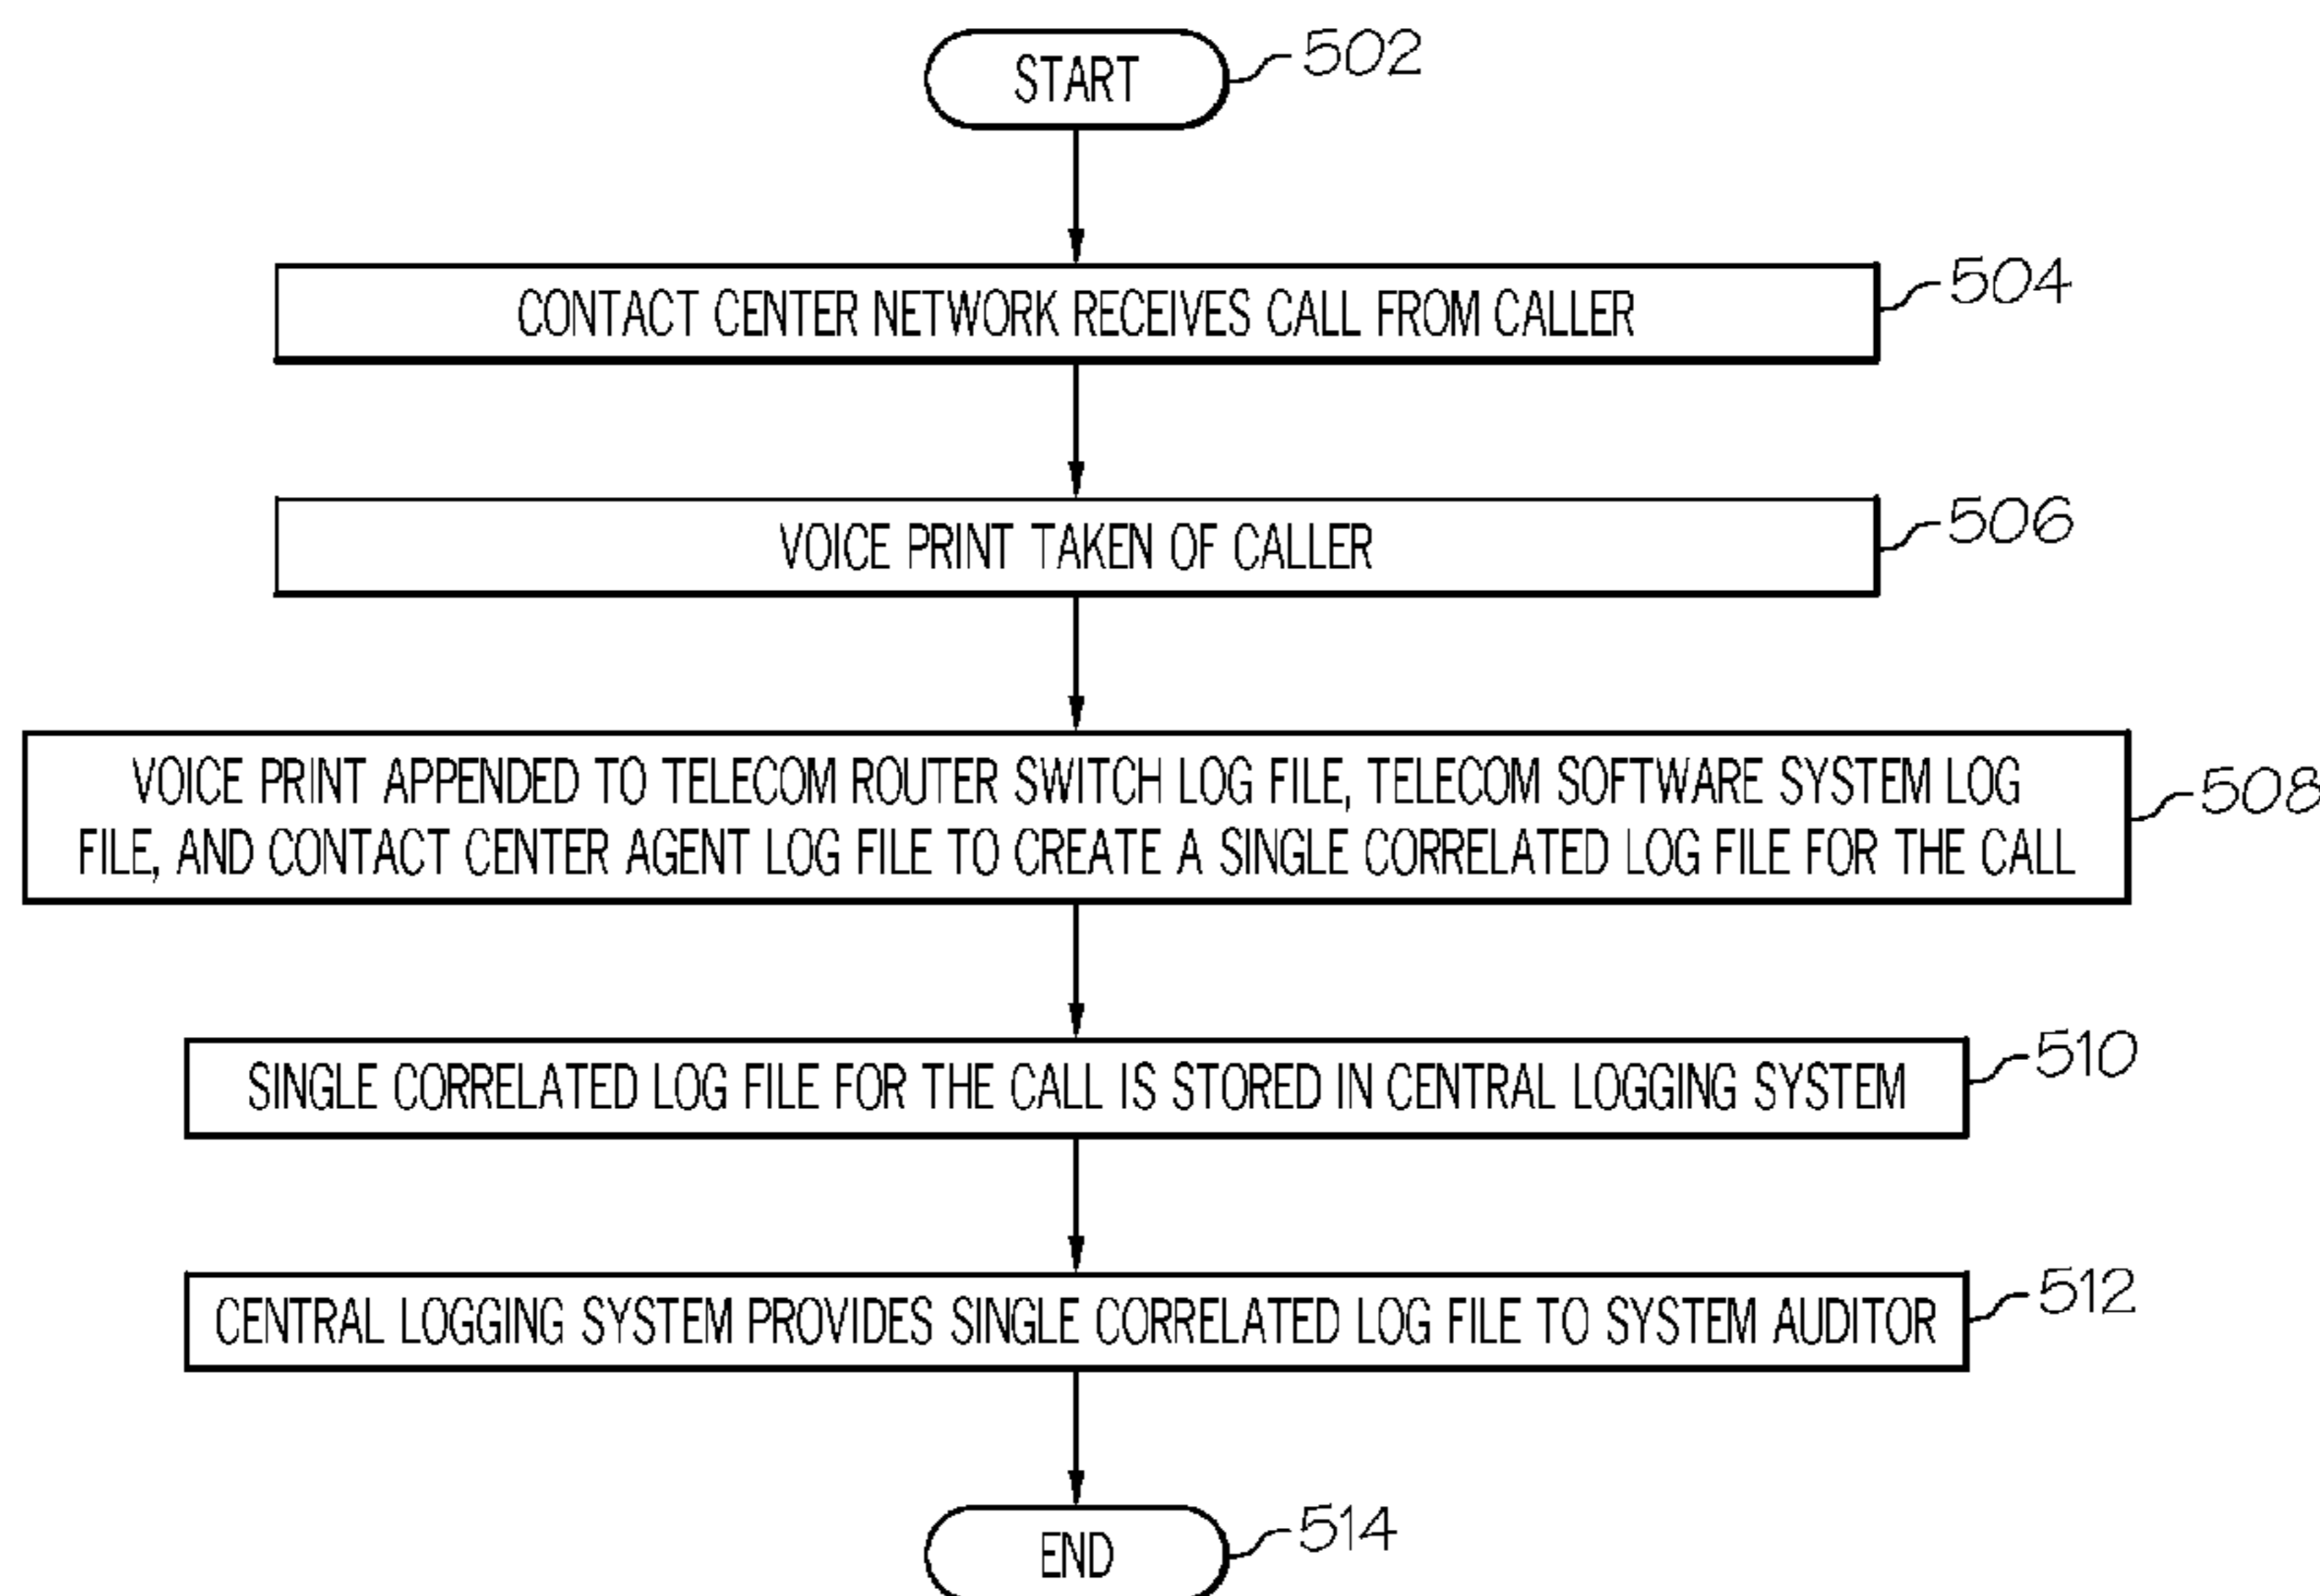 START
502
CONTACT CENTER NETWORK RECEIVES CALL FROM CALLER
504
VOICE PRINT TAKEN OF CALLER
506
VOICE PRINT APPENDED TO TELECOM ROUTER SWITCH LOG FILE, TELECOM SOFTWARE SYSTEM LOG
FILE, AND CONTACT CENTER AGENT LOG FILE TO CREATE A SINGLE CORRELATED LOG FILE FOR THE CALL
508
SINGLE CORRELATED LOG FILE FOR THE CALL IS STORED IN CENTRAL LOGGING SYSTEM
510
CENTRAL LOGGING SYSTEM PROVIDES SINGLE CORRELATED LOG FILE TO SYSTEM AUDITOR
512
END
514